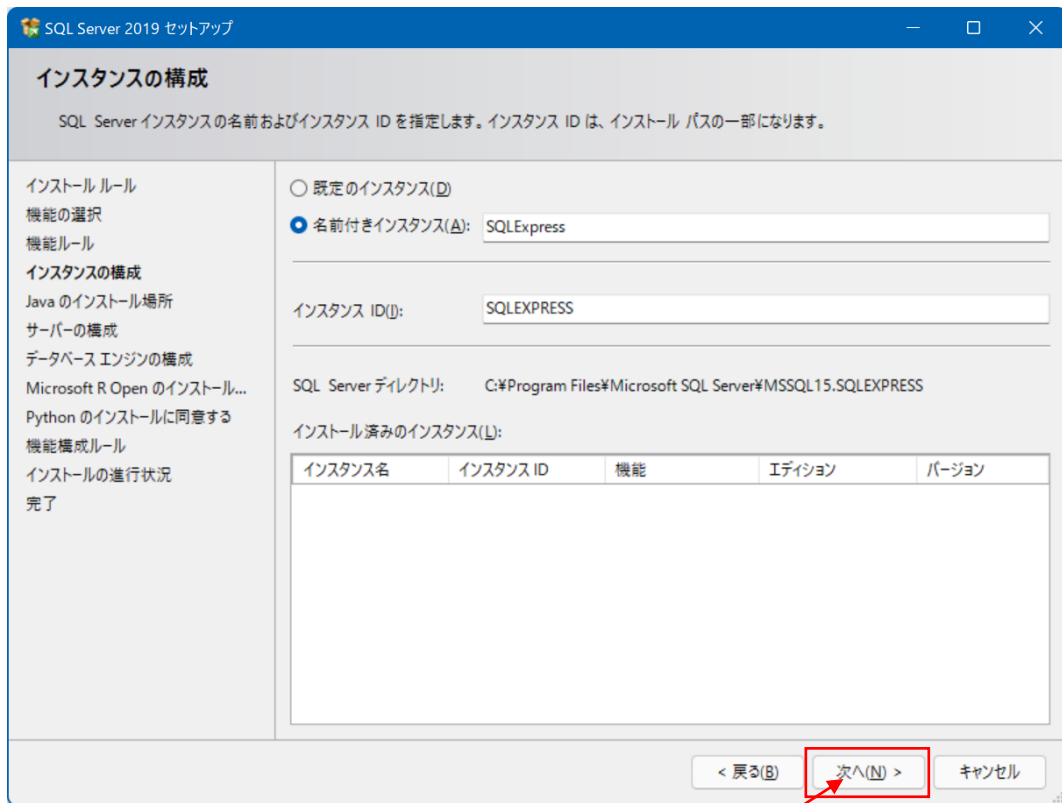 SQL Server 2019 セットアップ
インスタンスの構成
SQL Server インスタンスの名前およびインスタンス ID を指定します。インスタンス ID は、インストール パスの一部になります。
インストール ルール
機能の選択
機能ルール
インスタンスの構成
Java のインストール場所
サーバーの構成
データベース エンジンの構成
Microsoft R Open のインストール...
Python のインストールに同意する
機能構成ルール
インストールの進行状況
完了
既定のインスタンス(D)
名前付きインスタンス(A): SQLExpress
インスタンス ID(I): SQLEXPRESS
SQL Server ディレクトリ: C:¥Program Files¥Microsoft SQL Server¥MSSQL15.SQLEXPRESS
インストール済みのインスタンス(L):
インスタンス名 インスタンス ID 機能 エディション バージョン
< 戻る(B) 次へ(N) > キャンセル